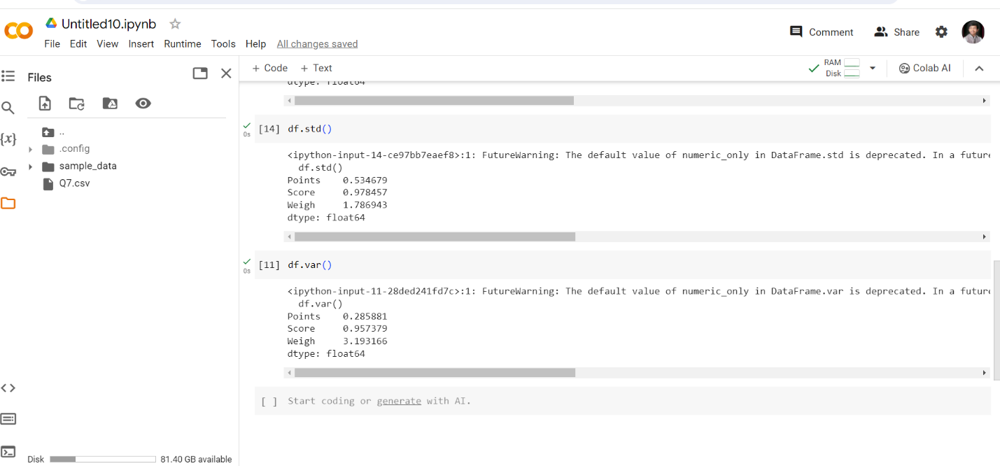 Untitled10.ipynb
File Edit View Insert Runtime Tools Help All changes saved
Comment Share
Files
+ Code + Text
RAM
Disk
Colab AI
..
.config
sample_data
Q7.csv
{x}
dtype: float64
0s
[14] df.std()
<ipython-input-14-ce97bb7eaef8>:1: FutureWarning: The default value of numeric_only in DataFrame.std is deprecated. In a future
df.std()
Points 0.534679
Score 0.978457
Weigh 1.786943
dtype: float64
0s
[11] df.var()
<ipython-input-11-28ded241fd7c>:1: FutureWarning: The default value of numeric_only in DataFrame.var is deprecated. In a future
df.var()
Points 0.285881
Score 0.957379
Weigh 3.193166
dtype: float64
[ ] Start coding or generate with AI.
Disk 81.40 GB available